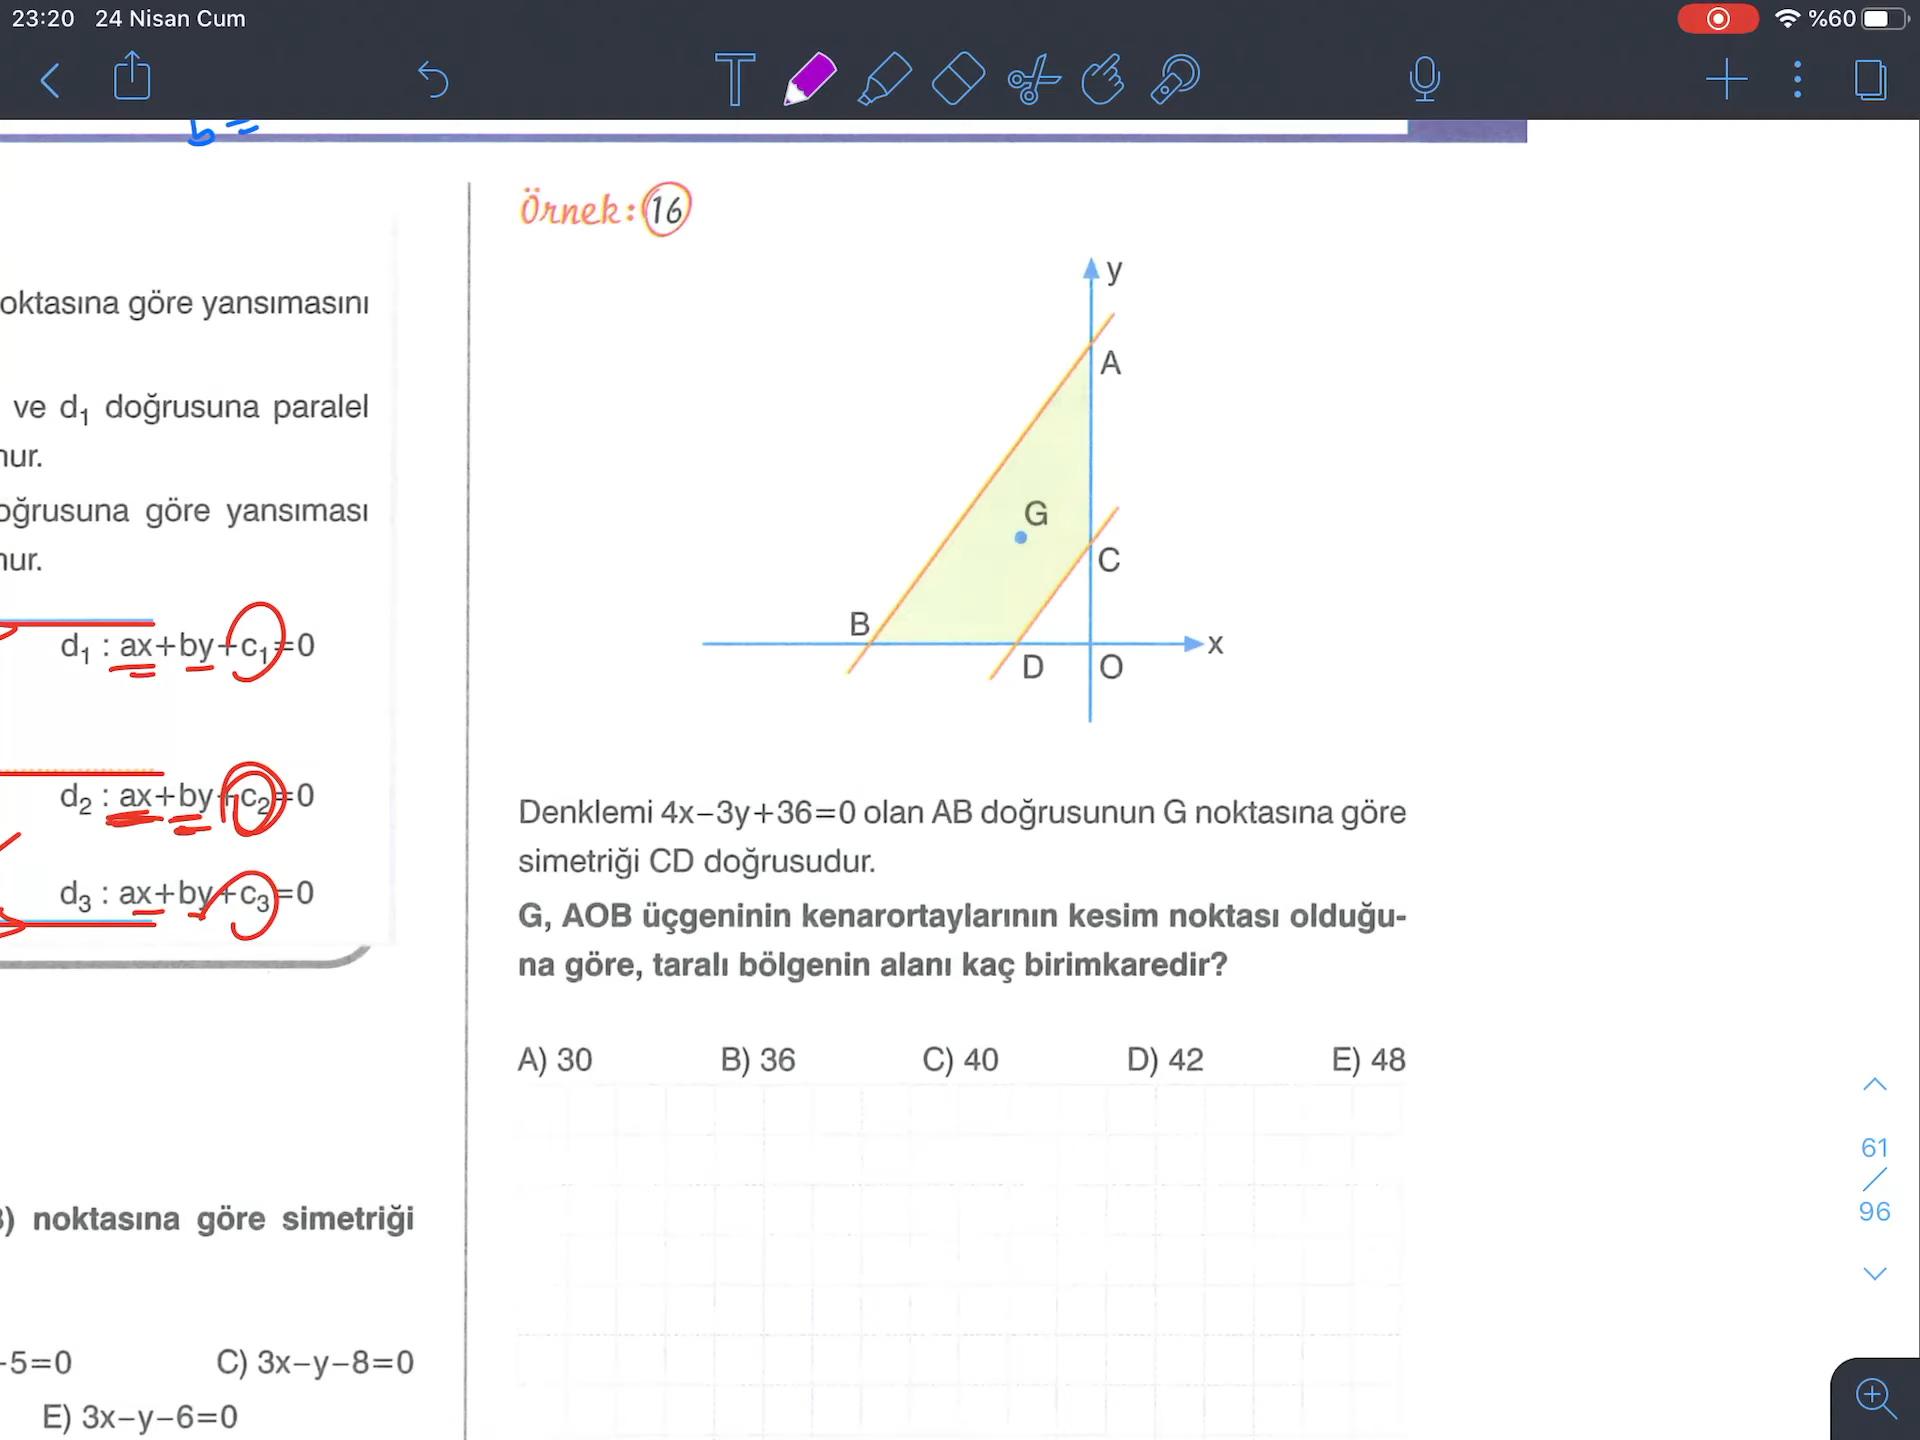 23:20 24 Nisan Cum
%60
b =
oktasına göre yansımasını
ve d₁ doğrusuna paralel
nur.
oğrusuna göre yansıması
nur.
d₁ : ax+by+c₁=0
d₂ : ax+by+c₂=0
d₃ : ax+by+c₃=0
3) noktasına göre simetriği
-5=0 C) 3x−y−8=0
E) 3x−y−6=0
Örnek: 16
y
A
G
C
B
x
D O
Denklemi 4x−3y+36=0 olan AB doğrusunun G noktasına göre
simetriği CD doğrusudur.
G, AOB üçgeninin kenarortaylarının kesim noktası olduğu-
na göre, taralı bölgenin alanı kaç birimkaredir?
A) 30 B) 36 C) 40 D) 42 E) 48
61
/
96